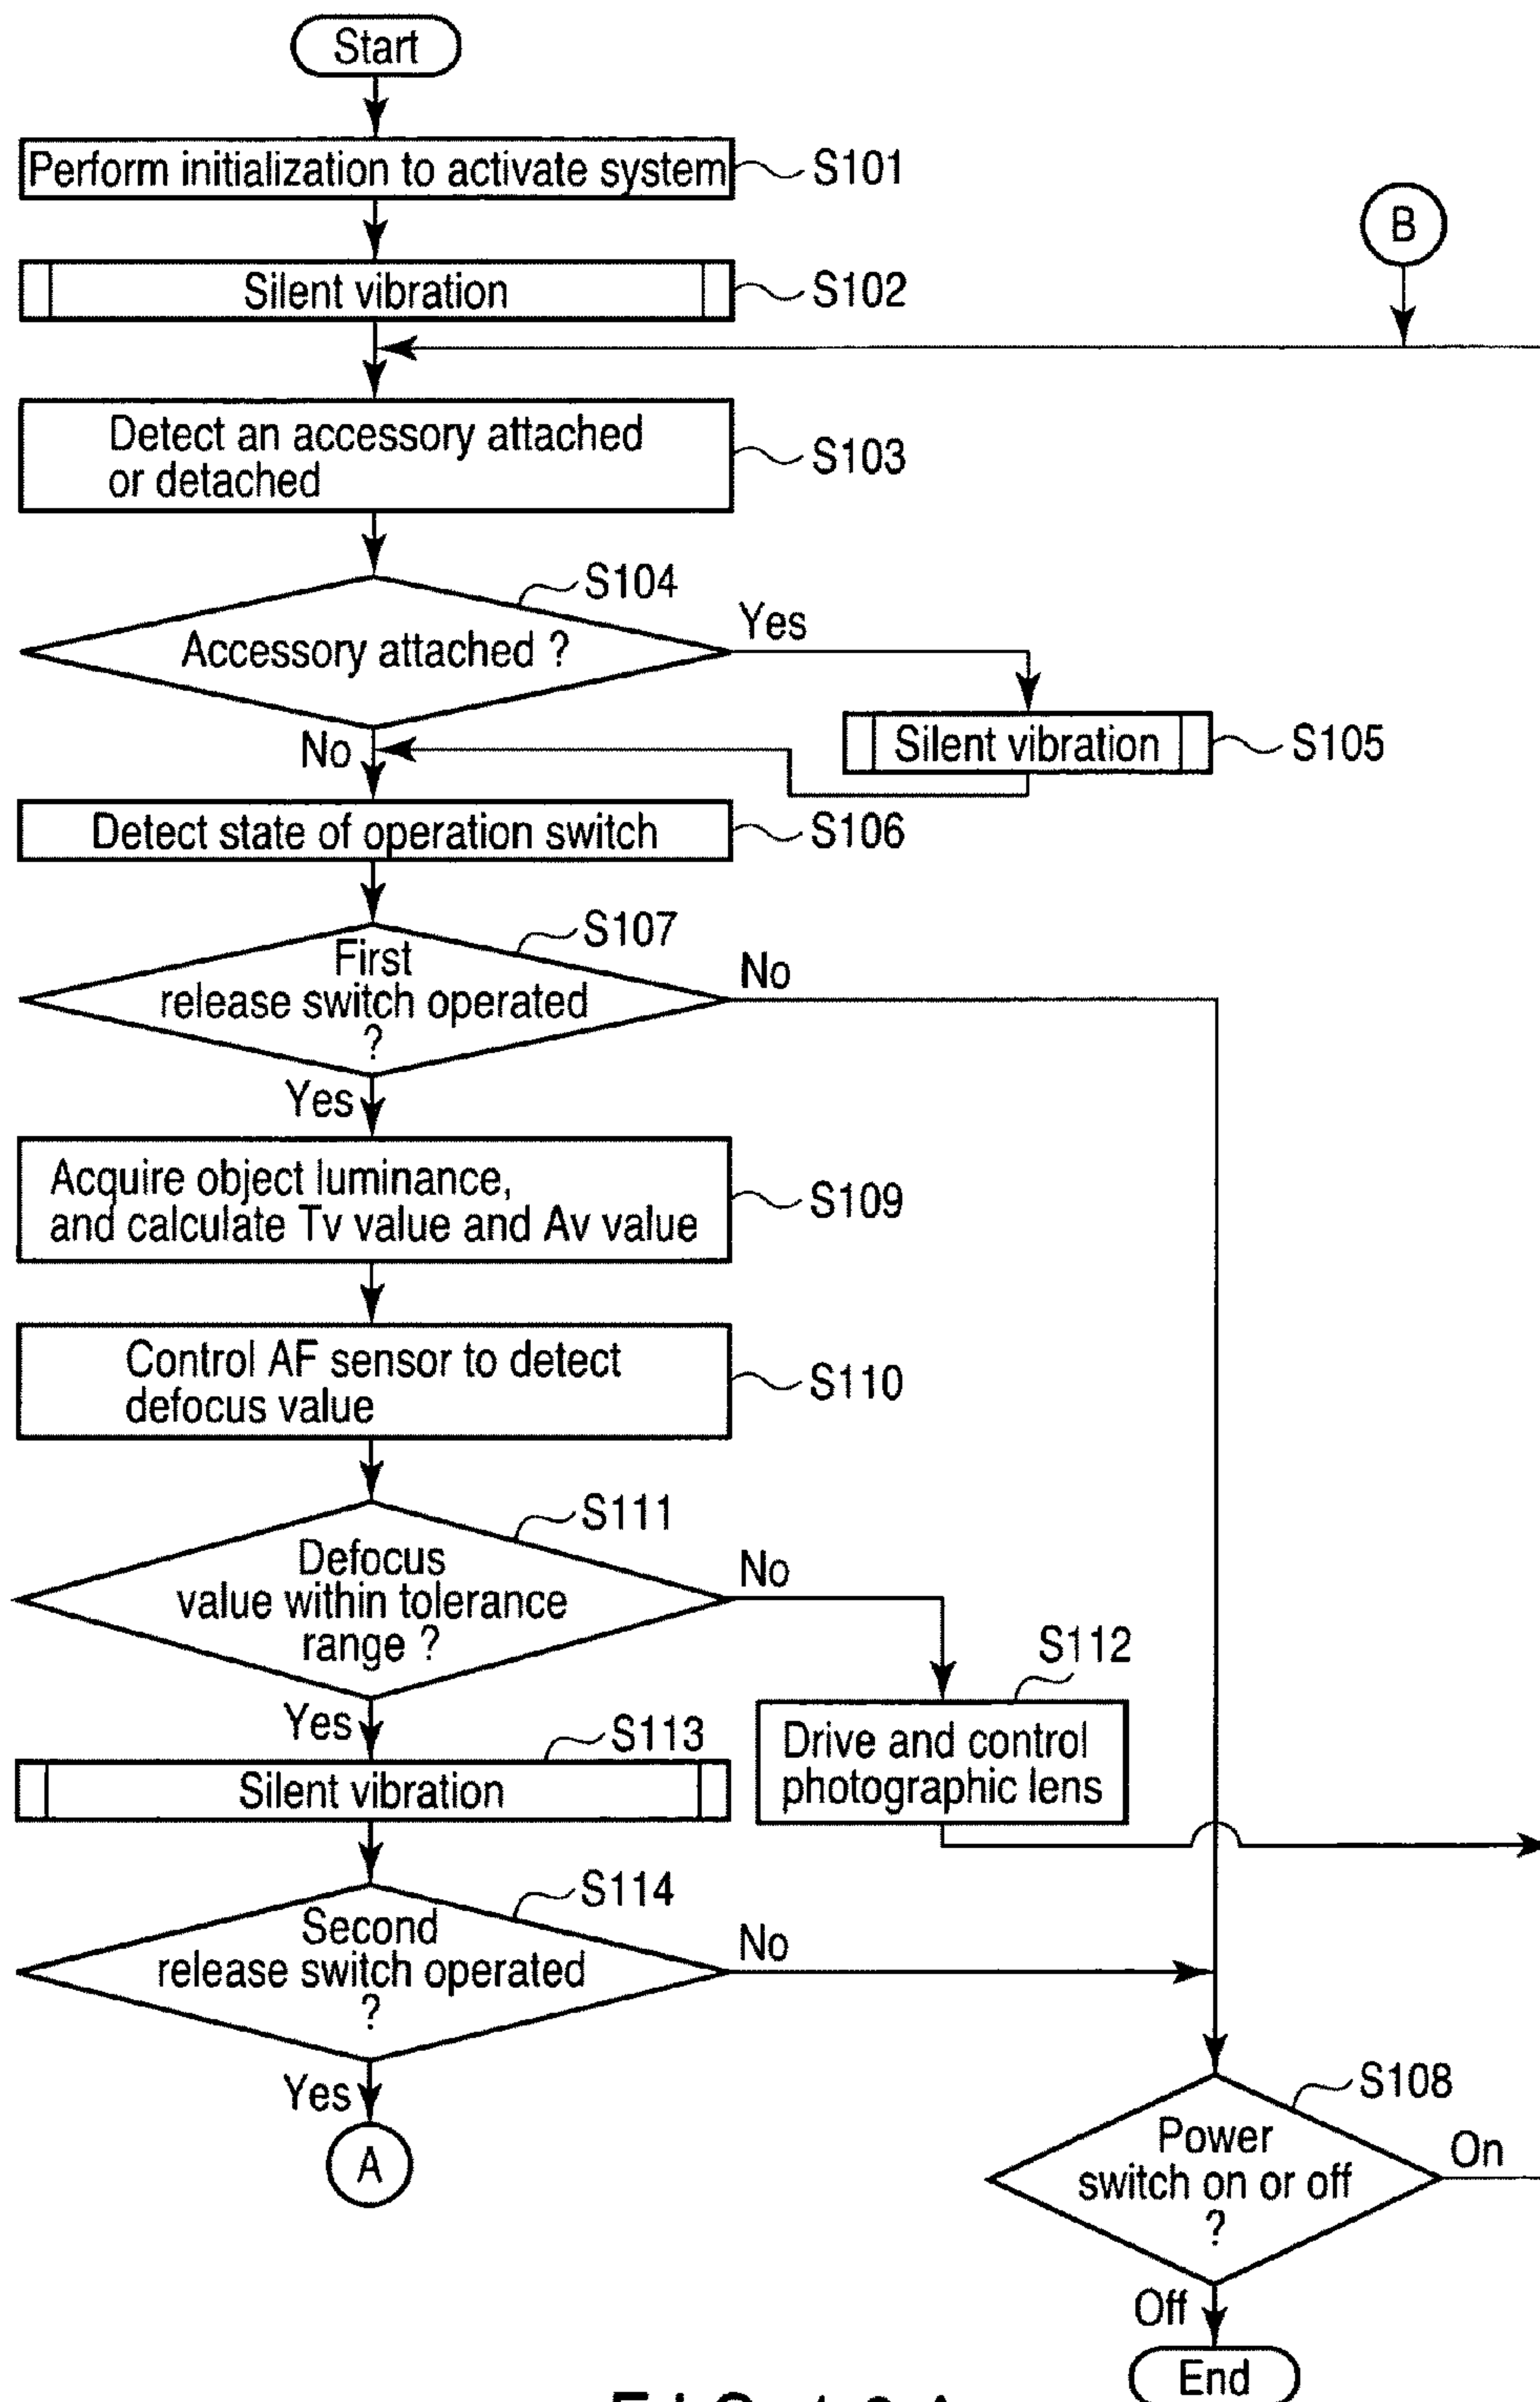 Start
Perform initialization to activate system
S101
B
Silent vibration
S102
Detect an accessory attached
or detached
S103
S104
Accessory attached ?
Yes
No
Silent vibration
S105
Detect state of operation switch
S106
S107
First
release switch operated
?
No
Yes
Acquire object luminance,
and calculate Tv value and Av value
S109
Control AF sensor to detect
defocus value
S110
S111
Defocus
value within tolerance
range ?
No
S112
Yes
Drive and control
photographic lens
S113
Silent vibration
S114
Second
release switch operated
?
No
Yes
A
S108
Power
switch on or off
?
On
Off
End